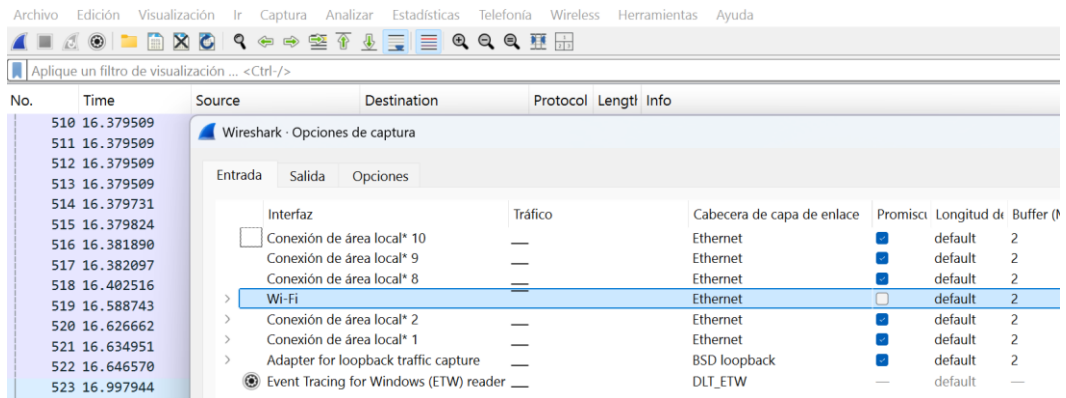 Archivo Edición Visualización Ir Captura Analizar Estadísticas Telefonía Wireless Herramientas Ayuda
Aplique un filtro de visualización ... <Ctrl-/>
No. Time Source Destination Protocol Lengtl Info
510 16.379509
511 16.379509
512 16.379509
513 16.379509
514 16.379731
515 16.379824
516 16.381890
517 16.382097
518 16.402516
519 16.588743
520 16.626662
521 16.634951
522 16.646570
523 16.997944
Wireshark · Opciones de captura
Entrada Salida Opciones
Interfaz Tráfico Cabecera de capa de enlace Promiscu Longitud de Buffer (M
Conexión de área local* 10 Ethernet default 2
Conexión de área local* 9 Ethernet default 2
Conexión de área local* 8 Ethernet default 2
Wi-Fi Ethernet default 2
Conexión de área local* 2 Ethernet default 2
Conexión de área local* 1 Ethernet default 2
Adapter for loopback traffic capture BSD loopback default 2
Event Tracing for Windows (ETW) reader DLT_ETW — default —